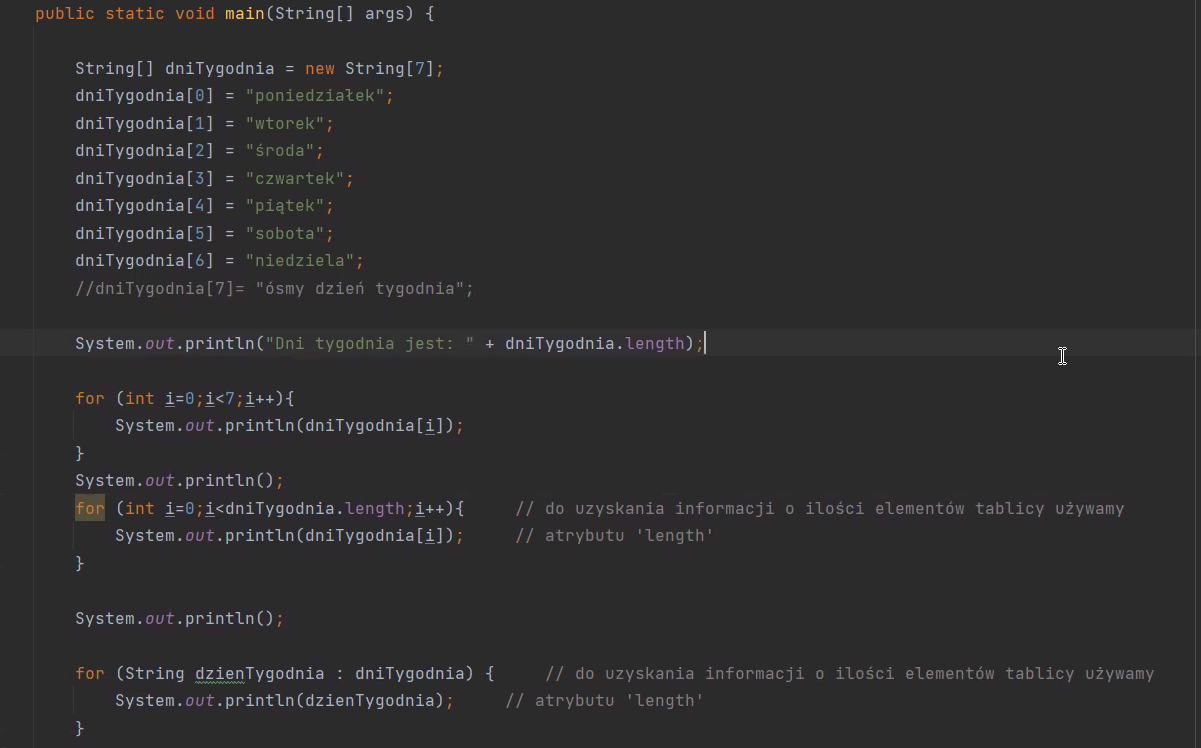 public static void main(String[] args) {
String[] dniTygodnia = new String[7];
dniTygodnia[0] = "poniedziałek";
dniTygodnia[1] = "wtorek";
dniTygodnia[2] = "środa";
dniTygodnia[3] = "czwartek";
dniTygodnia[4] = "piątek";
dniTygodnia[5] = "sobota";
dniTygodnia[6] = "niedziela";
//dniTygodnia[7]= "ósmy dzień tygodnia";
System.out.println("Dni tygodnia jest: " + dniTygodnia.length);
for (int i=0;i<7;i++){
System.out.println(dniTygodnia[i]);
}
System.out.println();
for (int i=0;i<dniTygodnia.length;i++){ // do uzyskania informacji o ilości elementów tablicy używamy
System.out.println(dniTygodnia[i]); // atrybutu 'length'
}
System.out.println();
for (String dzienTygodnia : dniTygodnia) { // do uzyskania informacji o ilości elementów tablicy używamy
System.out.println(dzienTygodnia); // atrybutu 'length'
}